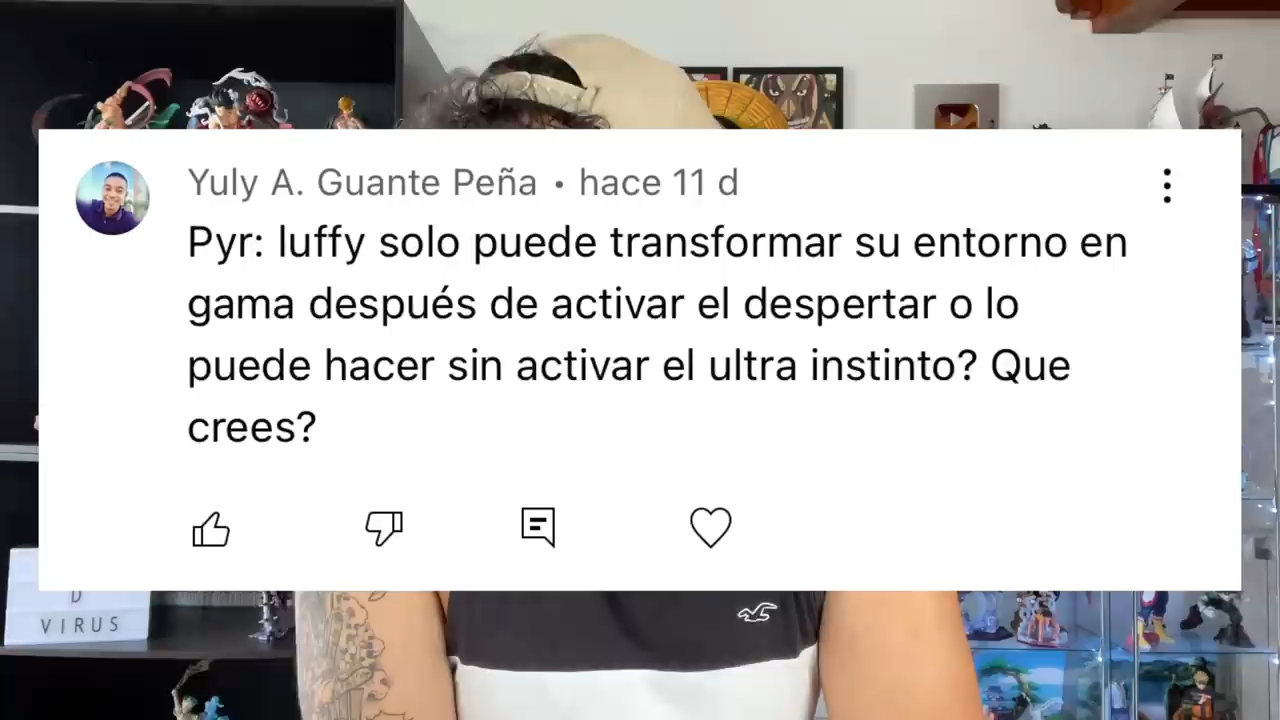 Yuly A. Guante Peña • hace 11 d
Pyr: luffy solo puede transformar su entorno en
gama después de activar el despertar o lo
puede hacer sin activar el ultra instinto? Que
crees?
D
VIRUS